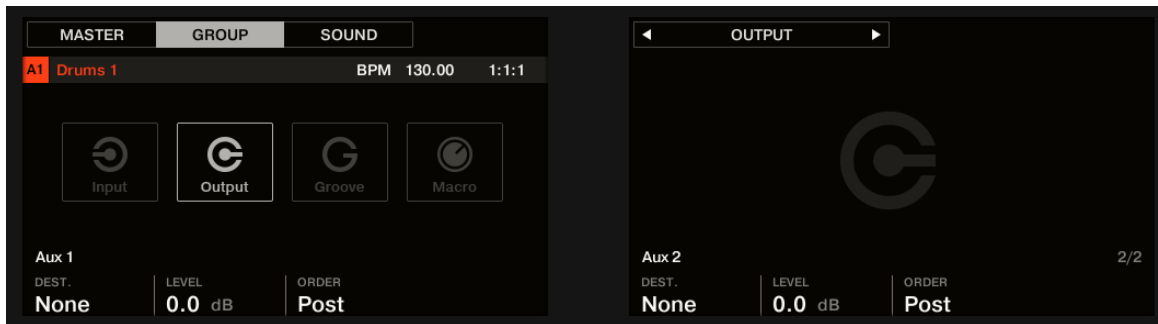 MASTER GROUP SOUND
A1 Drums 1 BPM 130.00 1:1:1
Input Output Groove Macro
Aux 1
DEST. LEVEL ORDER
None 0.0 dB Post
OUTPUT
Aux 2 2/2
DEST. LEVEL ORDER
None 0.0 dB Post